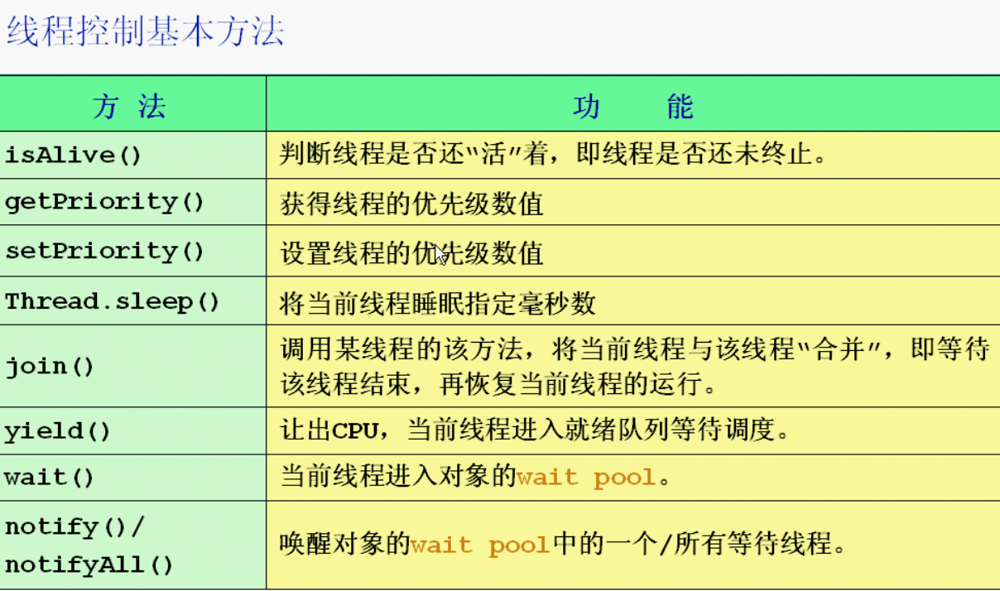 线程控制基本方法
方 法
功 能
isAlive()
判断线程是否还“活”着，即线程是否还未终止。
getPriority()
获得线程的优先级数值
setPriority()
设置线程的优先级数值
Thread.sleep()
将当前线程睡眠指定毫秒数
join()
调用某线程的该方法，将当前线程与该线程“合并”，即等待
该线程结束，再恢复当前线程的运行。
yield()
让出CPU，当前线程进入就绪队列等待调度。
wait()
当前线程进入对象的wait pool。
notify()/
notifyAll()
唤醒对象的wait pool中的一个/所有等待线程。